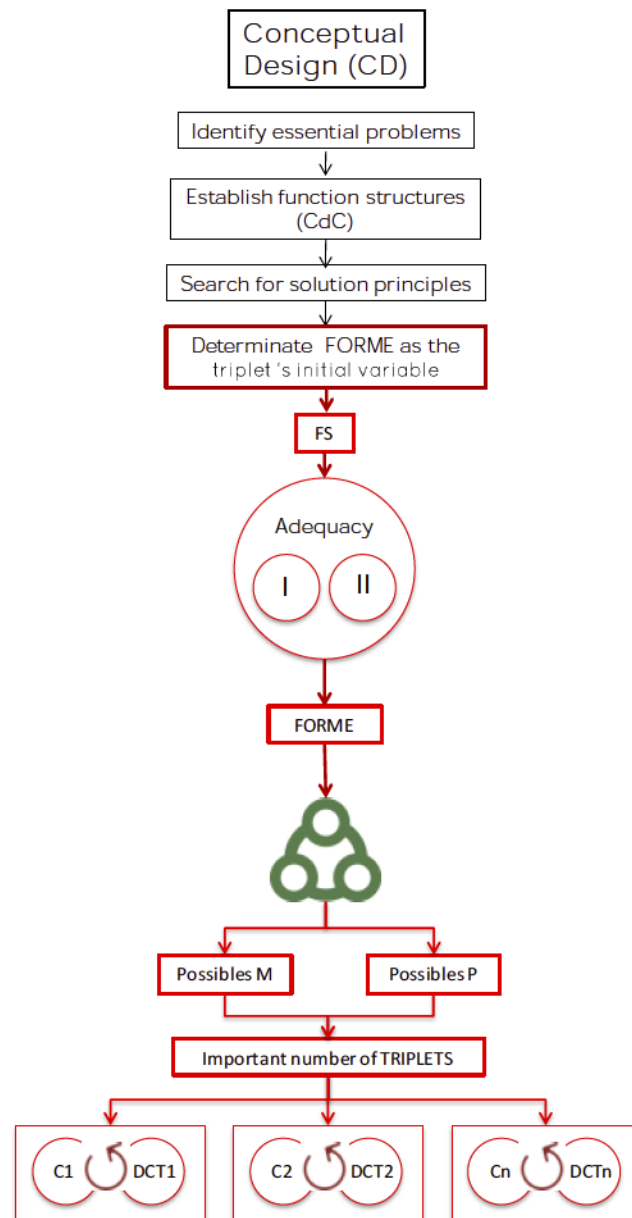 Conceptual
Design (CD)
Identify essential problems
Establish function structures
(CdC)
Search for solution principles
Determinate FORME as the
triplet's initial variable
FS
Adequacy
I
II
FORME
Possibles M
Possibles P
Important number of TRIPLETS
C1
DCT1
C2
DCT2
Cn
DCTn